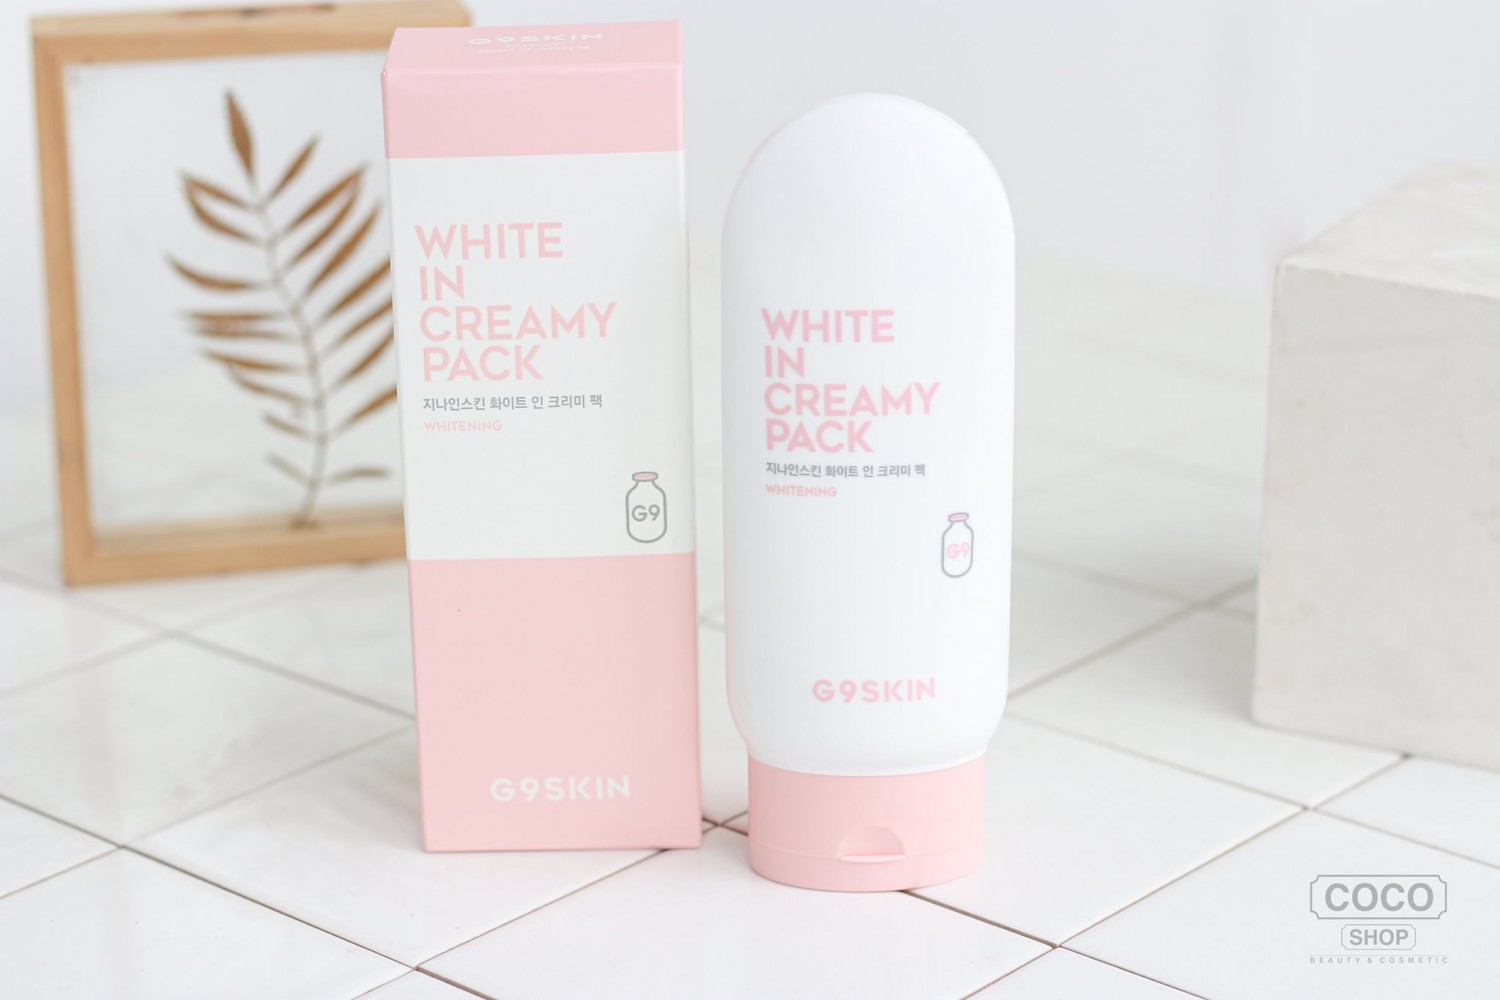 G9SKIN
WHITE
IN
CREAMY
PACK
지나인스킨 화이트 인 크리미 팩
WHITENING
G9
G9SKIN
WHITE
IN
CREAMY
PACK
지나인스킨 화이트 인 크리미 팩
WHITENING
G9
G9SKIN
COCO
SHOP
BEAUTY & COSMETIC